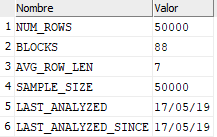 Nombre Valor
1 NUM_ROWS 50000
2 BLOCKS 88
3 AVG_ROW_LEN 7
4 SAMPLE_SIZE 50000
5 LAST_ANALYZED 17/05/19
6 LAST_ANALYZED_SINCE 17/05/19